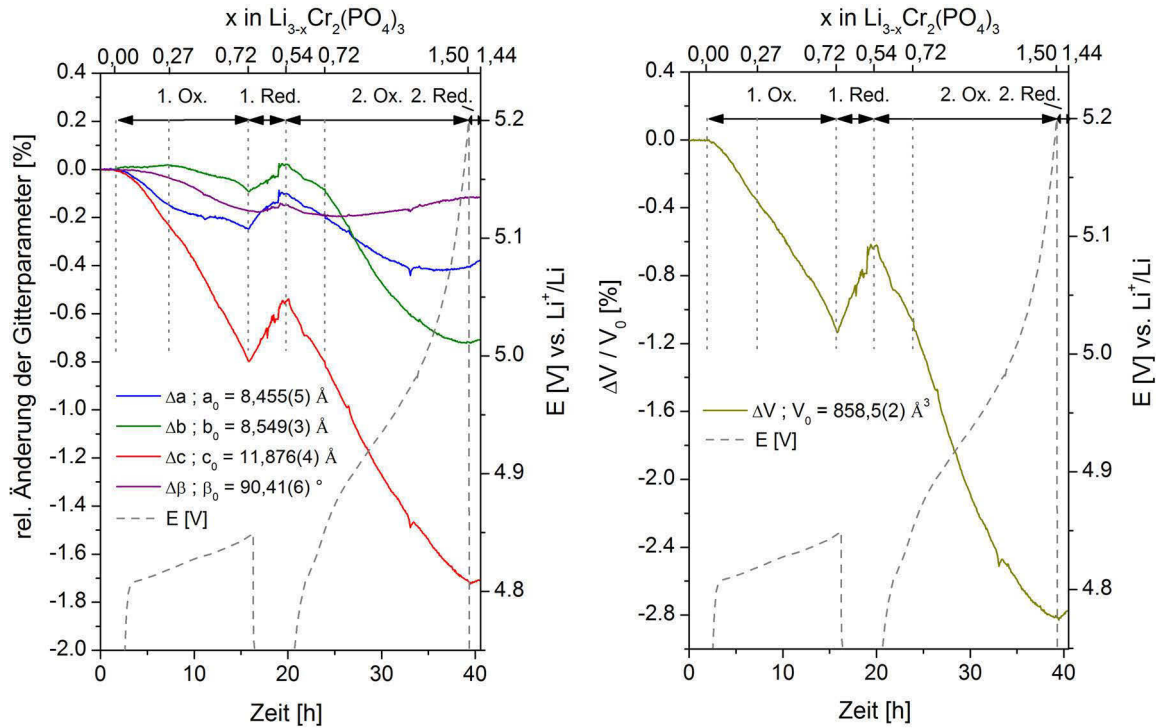 x in Li3-xCr2(PO4)3
0,00 0,27 0,72 0,54 0,72 1,50 1,44
1. Ox. 1. Red. 2. Ox. 2. Red.
0.4
0.2
0.0
-0.2
-0.4
-0.6
-0.8
-1.0
-1.2
-1.4
-1.6
-1.8
-2.0
rel. Änderung der Gitterparameter [%]
Δa ; a0 = 8,455(5) Å
Δb ; b0 = 8,549(3) Å
Δc ; c0 = 11,876(4) Å
Δβ ; β0 = 90,41(6) °
E [V]
5.2
5.1
5.0
4.9
4.8
E [V] vs. Li+/Li
0 10 20 30 40
Zeit [h]
x in Li3-xCr2(PO4)3
0,00 0,27 0,72 0,54 0,72 1,50 1,44
1. Ox. 1. Red. 2. Ox. 2. Red.
0.4
0.0
-0.4
-0.8
-1.2
-1.6
-2.0
-2.4
-2.8
ΔV / V0 [%]
ΔV ; V0 = 858,5(2) Å3
E [V]
5.2
5.1
5.0
4.9
4.8
E [V] vs. Li+/Li
0 10 20 30 40
Zeit [h]